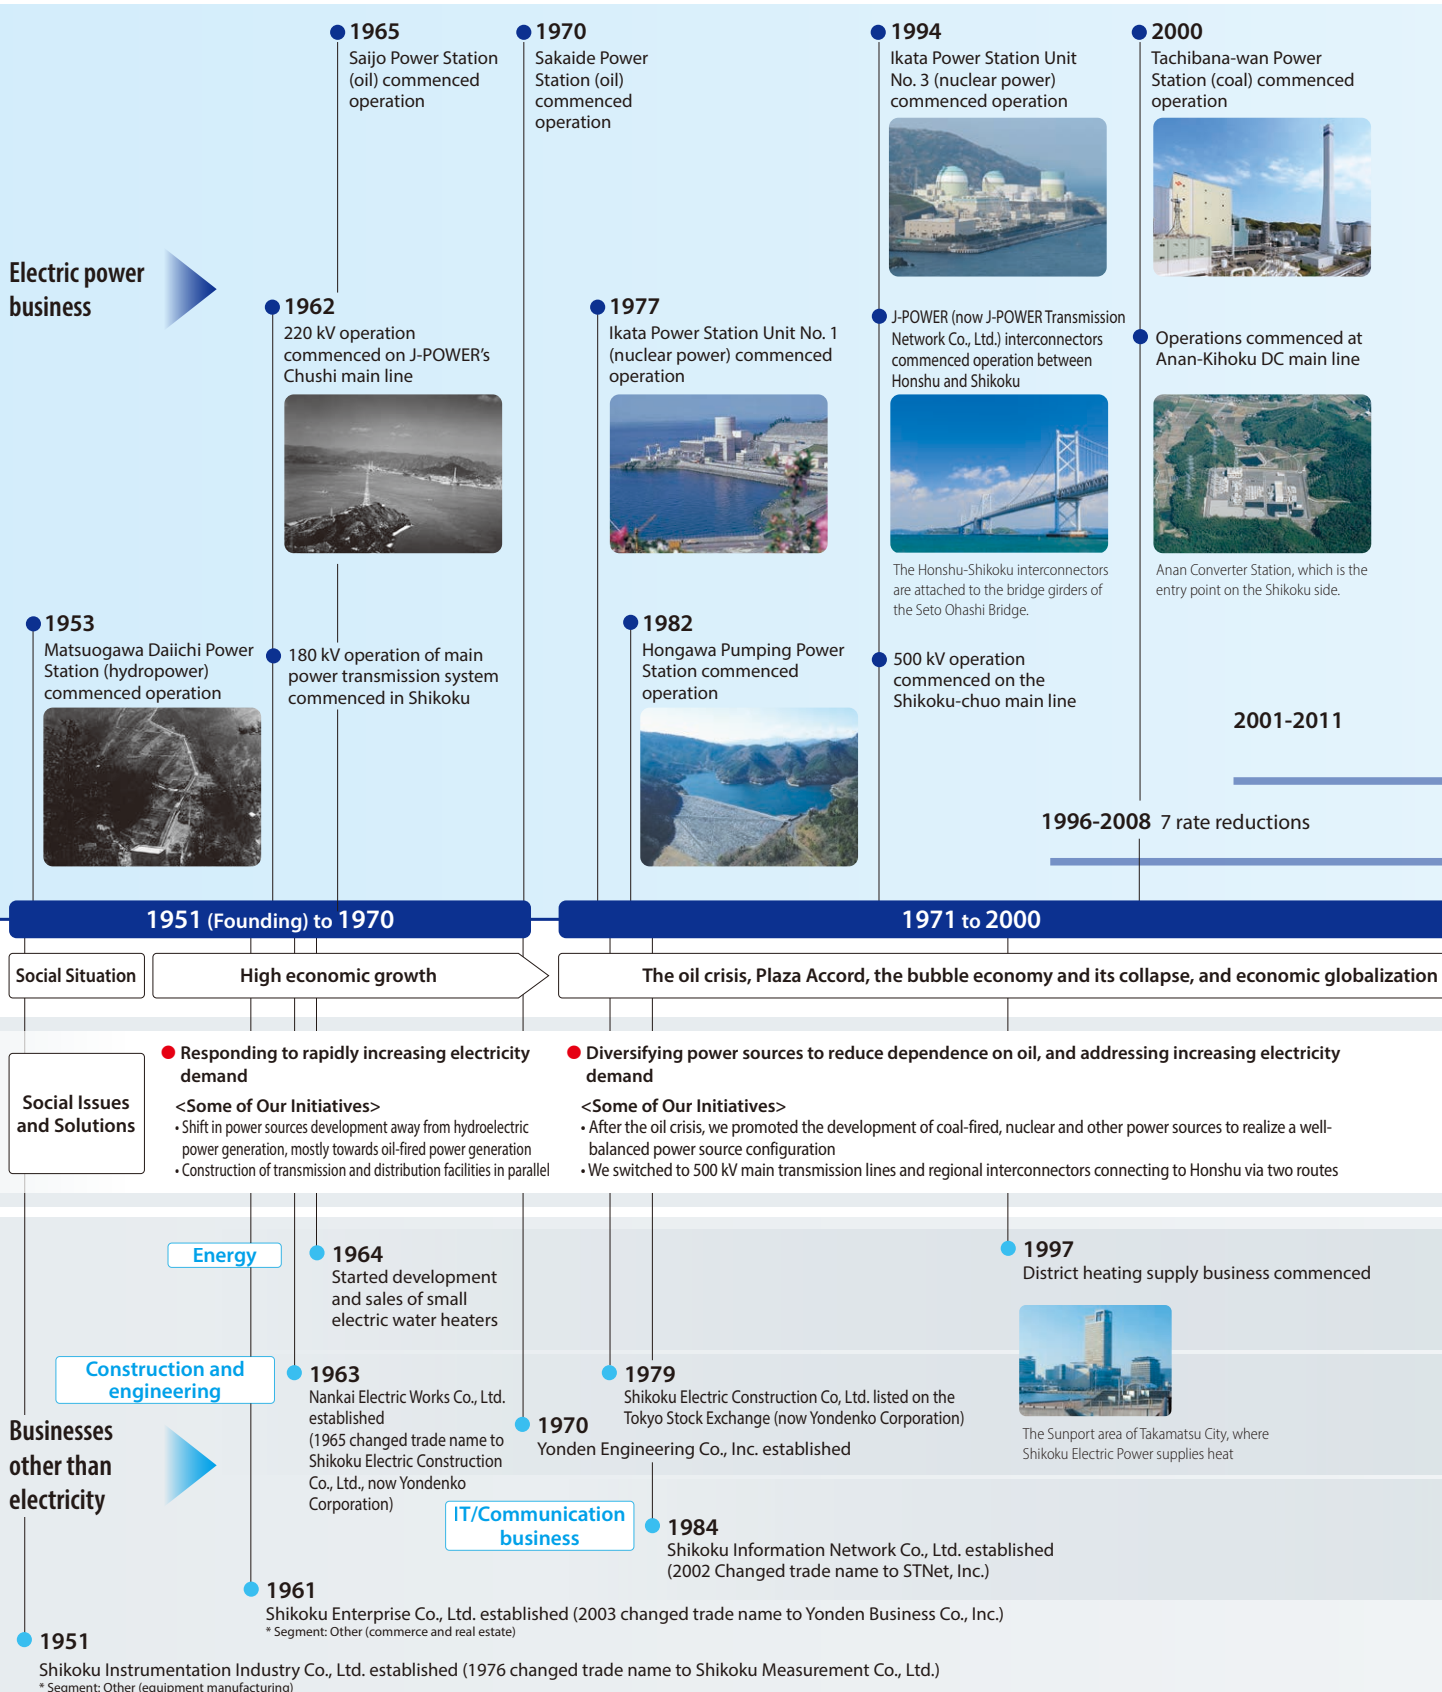 1965
Saijo Power Station
(oil) commenced
operation
1970
Sakaide Power
Station (oil)
commenced
operation
1994
Ikata Power Station Unit
No. 3 (nuclear power)
commenced operation
2000
Tachibana-wan Power
Station (coal) commenced
operation
Electric power
business
1962
220 kV operation
commenced on J-POWER's
Chushi main line
1977
Ikata Power Station Unit No. 1
(nuclear power) commenced
operation
J-POWER (now J-POWER Transmission
Network Co., Ltd.) interconnectors
commenced operation between
Honshu and Shikoku
Operations commenced at
Anan-Kihoku DC main line
The Honshu-Shikoku interconnectors
are attached to the bridge girders of
the Seto Ohashi Bridge.
Anan Converter Station, which is the
entry point on the Shikoku side.
1953
Matsuogawa Daiichi Power
Station (hydropower)
commenced operation
180 kV operation of main
power transmission system
commenced in Shikoku
1982
Hongawa Pumping Power
Station commenced
operation
500 kV operation
commenced on the
Shikoku-chuo main line
2001-2011
1996-2008 7 rate reductions
1951 (Founding) to 1970
1971 to 2000
Social Situation
High economic growth
The oil crisis, Plaza Accord, the bubble economy and its collapse, and economic globalization
Social Issues
and Solutions
● Responding to rapidly increasing electricity
demand
<Some of Our Initiatives>
• Shift in power sources development away from hydroelectric
power generation, mostly towards oil-fired power generation
• Construction of transmission and distribution facilities in parallel
● Diversifying power sources to reduce dependence on oil, and addressing increasing electricity
demand
<Some of Our Initiatives>
• After the oil crisis, we promoted the development of coal-fired, nuclear and other power sources to realize a well-
balanced power source configuration
• We switched to 500 kV main transmission lines and regional interconnectors connecting to Honshu via two routes
Energy
1964
Started development
and sales of small
electric water heaters
1997
District heating supply business commenced
The Sunport area of Takamatsu City, where
Shikoku Electric Power supplies heat
Construction and
engineering
1963
Nankai Electric Works Co., Ltd.
established
(1965 changed trade name to
Shikoku Electric Construction
Co., Ltd., now Yondenko
Corporation)
1979
Shikoku Electric Construction Co, Ltd. listed on the
Tokyo Stock Exchange (now Yondenko Corporation)
1970
Yonden Engineering Co., Inc. established
Businesses
other than
electricity
IT/Communication
business
1984
Shikoku Information Network Co., Ltd. established
(2002 Changed trade name to STNet, Inc.)
1961
Shikoku Enterprise Co., Ltd. established (2003 changed trade name to Yonden Business Co., Inc.)
* Segment: Other (commerce and real estate)
1951
Shikoku Instrumentation Industry Co., Ltd. established (1976 changed trade name to Shikoku Measurement Co., Ltd.)
* Segment: Other (equipment manufacturing)